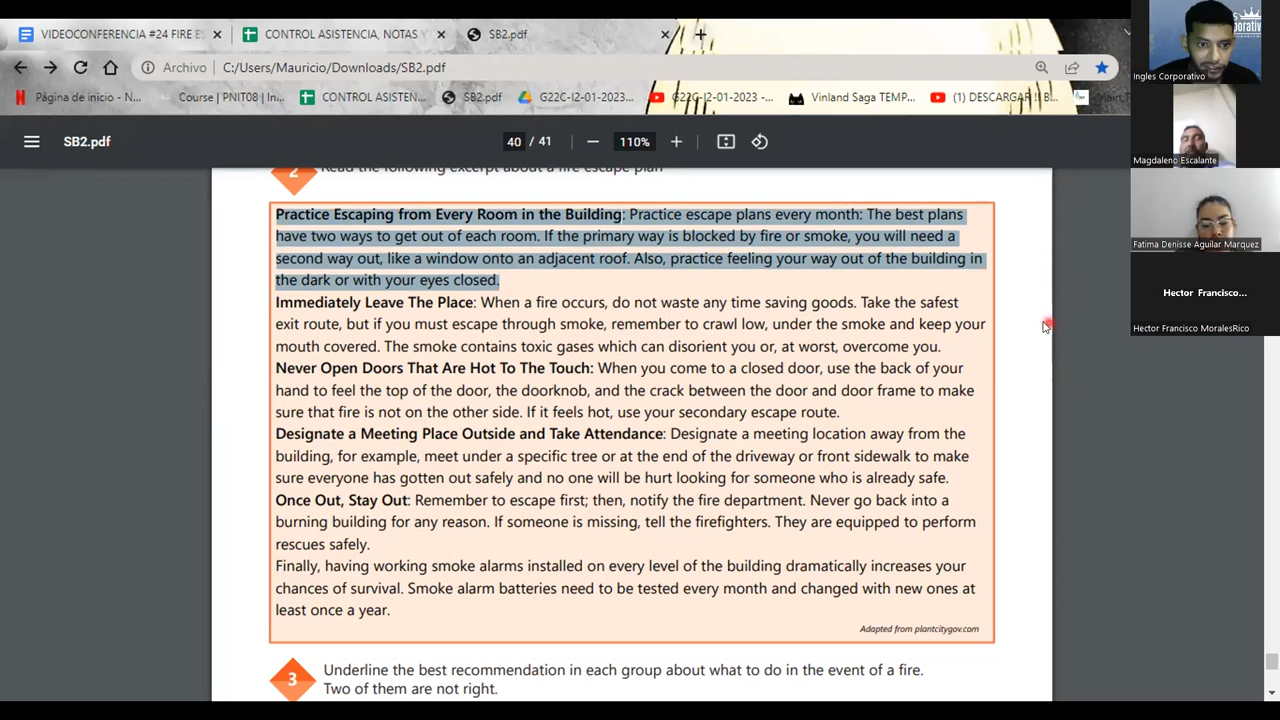 VIDEOCONFERENCIA #24 FIRE ES
CONTROL ASISTENCIA, NOTAS Y
SB2.pdf
Archivo
C:/Users/Mauricio/Downloads/SB2.pdf
Página de inicio - N...
Course | PNIT08 | In...
CONTROL ASISTEN...
SB2.pdf
G22C-I2-01-2023...
G22C-I2-01-2023 -...
Vinland Saga TEMP...
(1) DESCARGAR
SB2.pdf
40 / 41
110%
2
Read the following excerpt about a fire escape plan
Practice Escaping from Every Room in the Building: Practice escape plans every month: The best plans
have two ways to get out of each room. If the primary way is blocked by fire or smoke, you will need a
second way out, like a window onto an adjacent roof. Also, practice feeling your way out of the building in
the dark or with your eyes closed.
Immediately Leave The Place: When a fire occurs, do not waste any time saving goods. Take the safest
exit route, but if you must escape through smoke, remember to crawl low, under the smoke and keep your
mouth covered. The smoke contains toxic gases which can disorient you or, at worst, overcome you.
Never Open Doors That Are Hot To The Touch: When you come to a closed door, use the back of your
hand to feel the top of the door, the doorknob, and the crack between the door and door frame to make
sure that fire is not on the other side. If it feels hot, use your secondary escape route.
Designate a Meeting Place Outside and Take Attendance: Designate a meeting location away from the
building, for example, meet under a specific tree or at the end of the driveway or front sidewalk to make
sure everyone has gotten out safely and no one will be hurt looking for someone who is already safe.
Once Out, Stay Out: Remember to escape first; then, notify the fire department. Never go back into a
burning building for any reason. If someone is missing, tell the firefighters. They are equipped to perform
rescues safely.
Finally, having working smoke alarms installed on every level of the building dramatically increases your
chances of survival. Smoke alarm batteries need to be tested every month and changed with new ones at
least once a year.
Adapted from plantcitygov.com
3
Underline the best recommendation in each group about what to do in the event of a fire.
Two of them are not right.
Ingles Corporativo
Magdaleno Escalante
Fatima Denisse Aguilar Marquez
Hector Francisco...
Hector Francisco MoralesRico